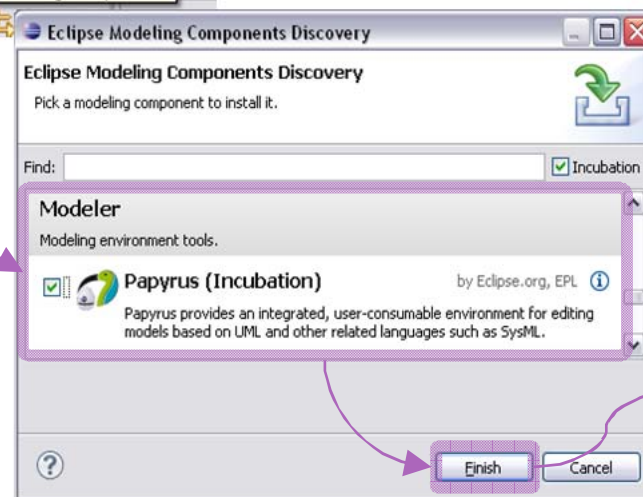 Eclipse Modeling Components Discovery
Eclipse Modeling Components Discovery
Pick a modeling component to install it.
Find:
Incubation
Modeler
Modeling environment tools.
Papyrus (Incubation) by Eclipse.org, EPL
Papyrus provides an integrated, user-consumable environment for editing
models based on UML and other related languages such as SysML.
Finish Cancel